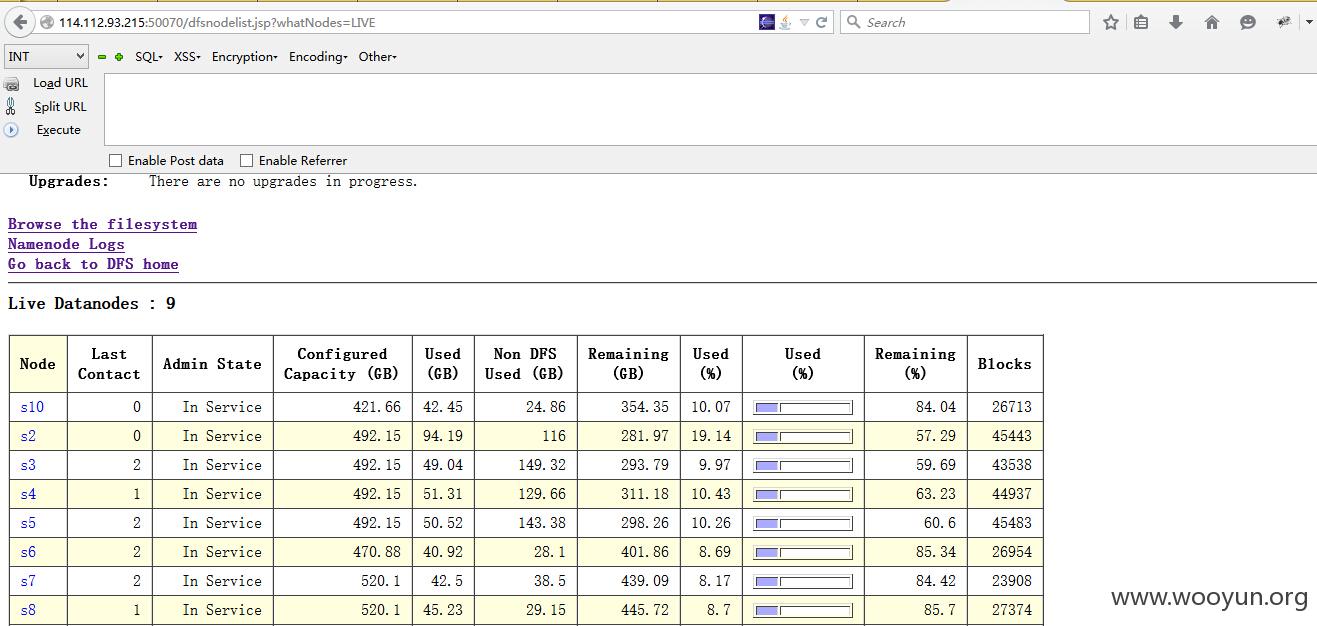 114.112.93.215:50070/dfsnodelist.jsp?whatNodes=LIVE Search
INT SQL XSS Encryption Encoding Other
Load URL
Split URL
Execute
Enable Post data Enable Referrer
Upgrades: There are no upgrades in progress.
Browse the filesystem
Namenode Logs
Go back to DFS home
Live Datanodes : 9
Node Last Contact Admin State Configured Capacity (GB) Used (GB) Non DFS Used (GB) Remaining (GB) Used (%) Used (%) Remaining (%) Blocks
s10 0 In Service 421.66 42.45 24.86 354.35 10.07 84.04 26713
s2 0 In Service 492.15 94.19 116 281.97 19.14 57.29 45443
s3 2 In Service 492.15 49.04 149.32 293.79 9.97 59.69 43538
s4 1 In Service 492.15 51.31 129.66 311.18 10.43 63.23 44937
s5 2 In Service 492.15 50.52 143.38 298.26 10.26 60.6 45483
s6 2 In Service 470.88 40.92 28.1 401.86 8.69 85.34 26954
s7 2 In Service 520.1 42.5 38.5 439.09 8.17 84.42 23908
s8 1 In Service 520.1 45.23 29.15 445.72 8.7 85.7 27374
www.wooyun.org